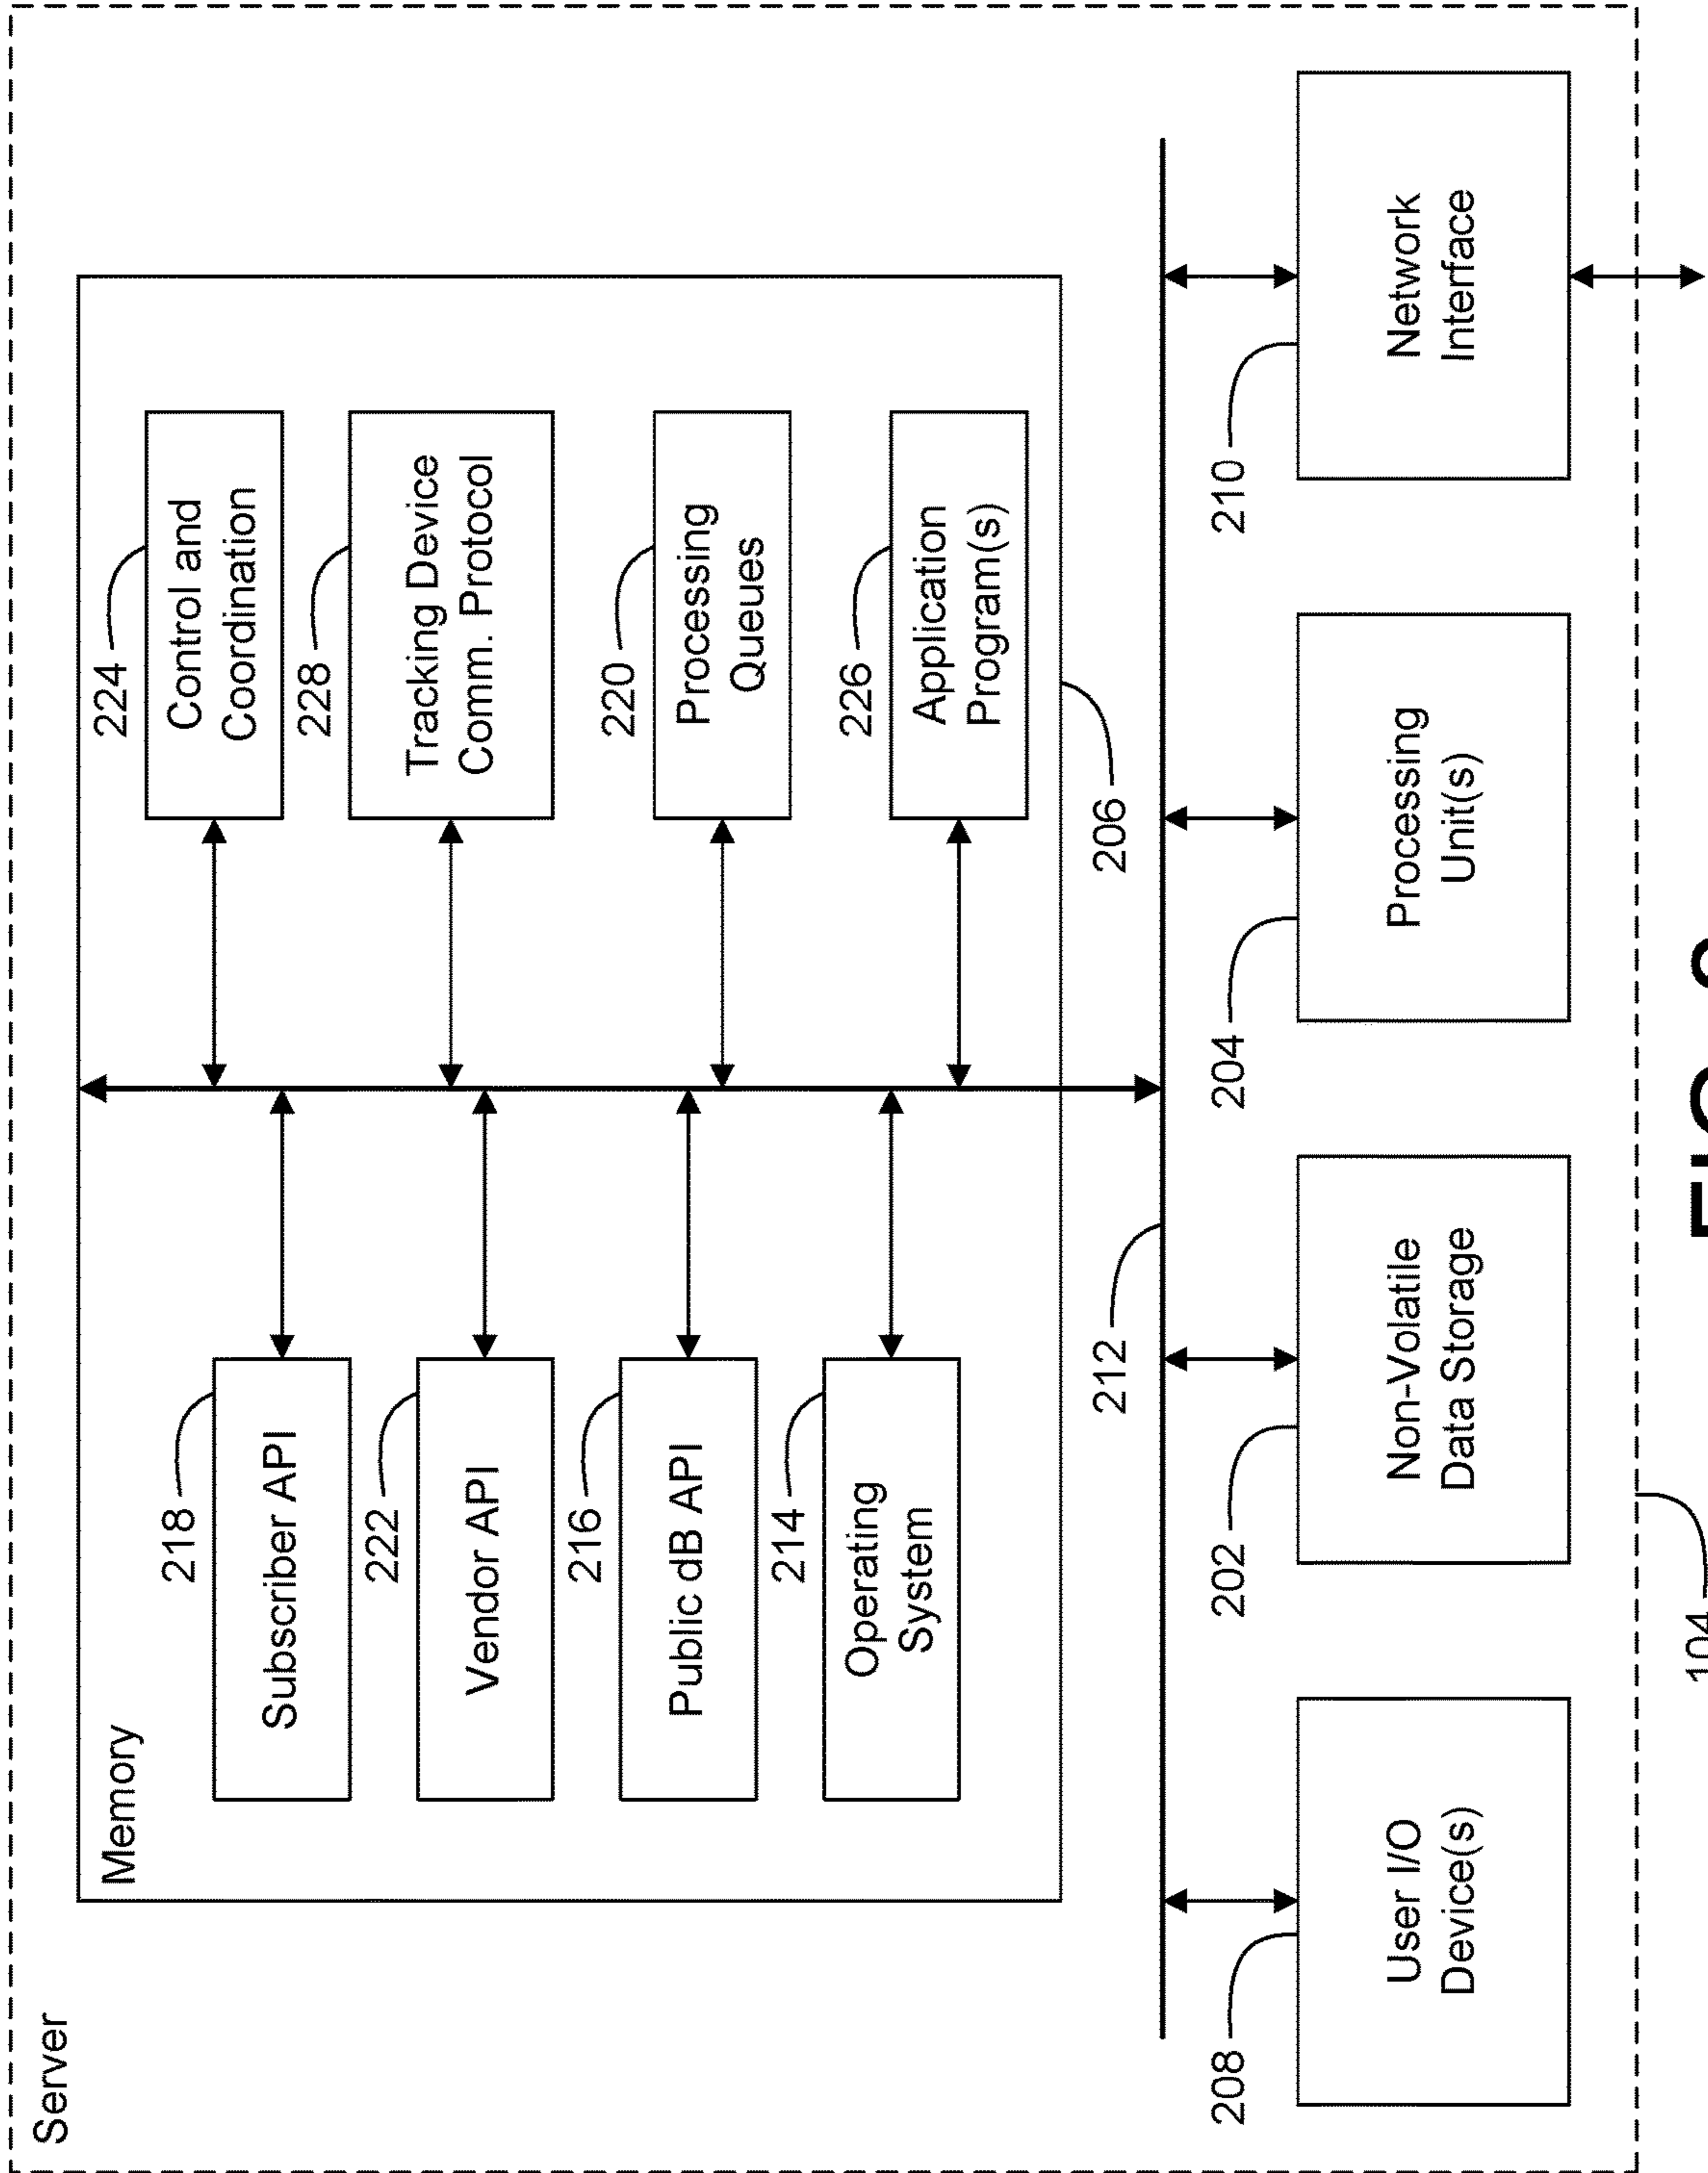 Server
Memory
224
Control and
Coordination
218
Subscriber API
228
Tracking Device
Comm. Protocol
222
Vendor API
220
Processing
Queues
216
Public dB API
226
Application
Program(s)
214
Operating
System
212
206
208
User I/O
Device(s)
202
Non-Volatile
Data Storage
204
Processing
Unit(s)
210
Network
Interface
104